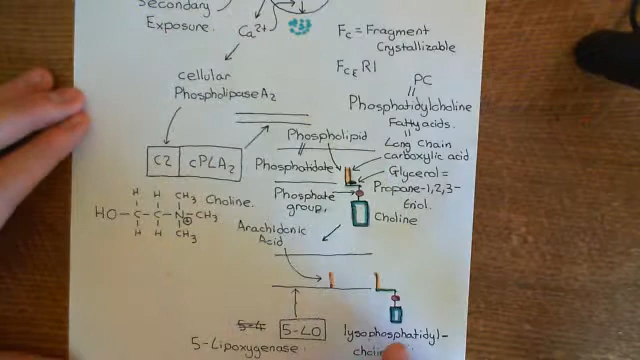 Secondary
Exposure.
Ca2+
Fc = Fragment
Crystallizable
FCE RI
cellular
Phospholipase A2
PC
"
Phosphatidylcholine
Fatty acids.
"
Long Chain
carboxylic acid
Glycerol =
Propane-1,2,3-
triol.
Phospholipid
Phosphatidate
Phosphate
group.
Choline
C2 cPLA2
H H CH3 Choline.
HO-C-C-N-CH3
⊕
H H CH3
Arachidonic
Acid
5-LO
5-Lipoxygenase
lysophosphatidyl-